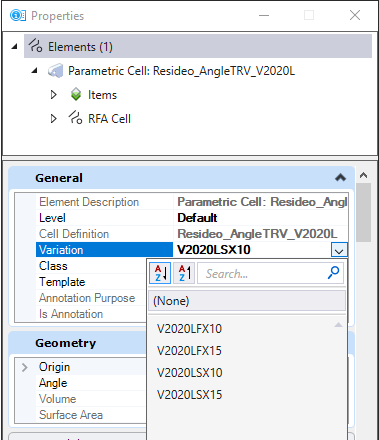 Properties
Elements (1)
Parametric Cell: Resideo_AngleTRV_V2020L
Items
RFA Cell
General
Element Description Parametric Cell: Resideo_Angl
Level Default
Cell Definition Resideo_AngleTRV_V2020L
Variation V2020LSX10
Class
Template Search...
Annotation Purpose (None)
Is Annotation
V2020LFX10
Geometry V2020LFX15
Origin V2020LSX10
Angle V2020LSX15
Volume
Surface Area